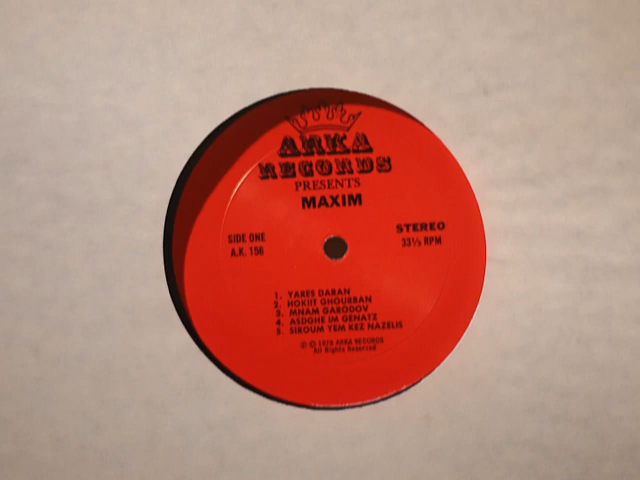 ARKA
RECORDS
PRESENTS
MAXIM
SIDE ONE
A.K. 156
STEREO
33⅓ RPM
1. YARES DARAN
2. HOKIIT GHOURBAN
3. MNAM GARODOV
4. ASDGHE IM GENATZ
5. SIROUM YEM KEZ NAZELIS
℗ © 1979 ARKA RECORDS
All Rights Reserved